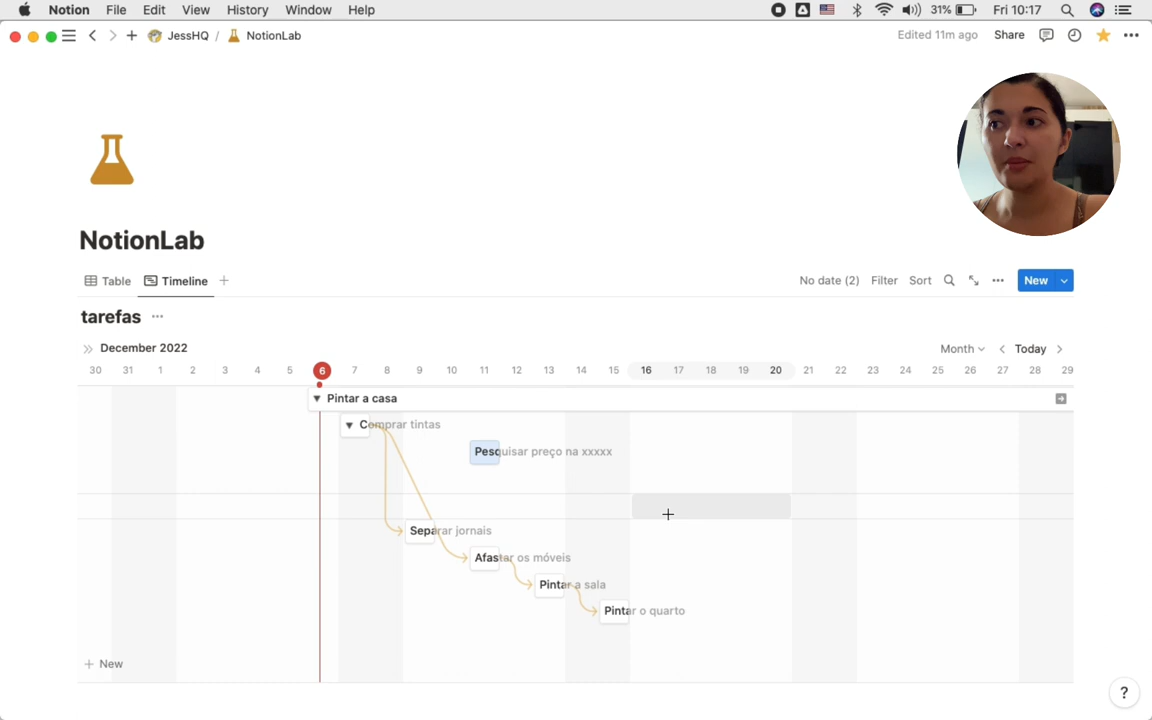 Notion File Edit View History Window Help 31% Fri 10:17
JessHQ / NotionLab Edited 11m ago Share
NotionLab
Table Timeline No date (2) Filter Sort New
tarefas
December 2022 Month Today
30 31 1 2 3 4 5 6 7 8 9 10 11 12 13 14 15 16 17 18 19 20 21 22 23 24 25 26 27 28 29
Pintar a casa
Comprar tintas
Pesquisar preço na xxxxx
Separar jornais
Afastar os móveis
Pintar a sala
Pintar o quarto
+ New
?